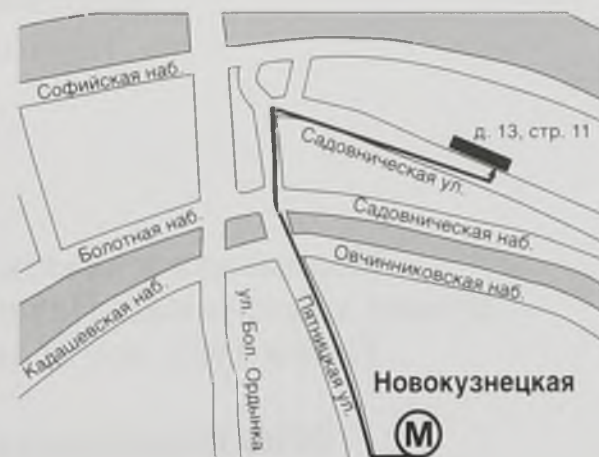 Софийская наб.
д. 13, стр. 11
Садовническая ул.
Садовническая наб.
Болотная наб.
Овчинниковская наб.
Кадашевская наб.
ул. Бол. Ордынка
Пятницкая ул.
Новокузнецкая
М